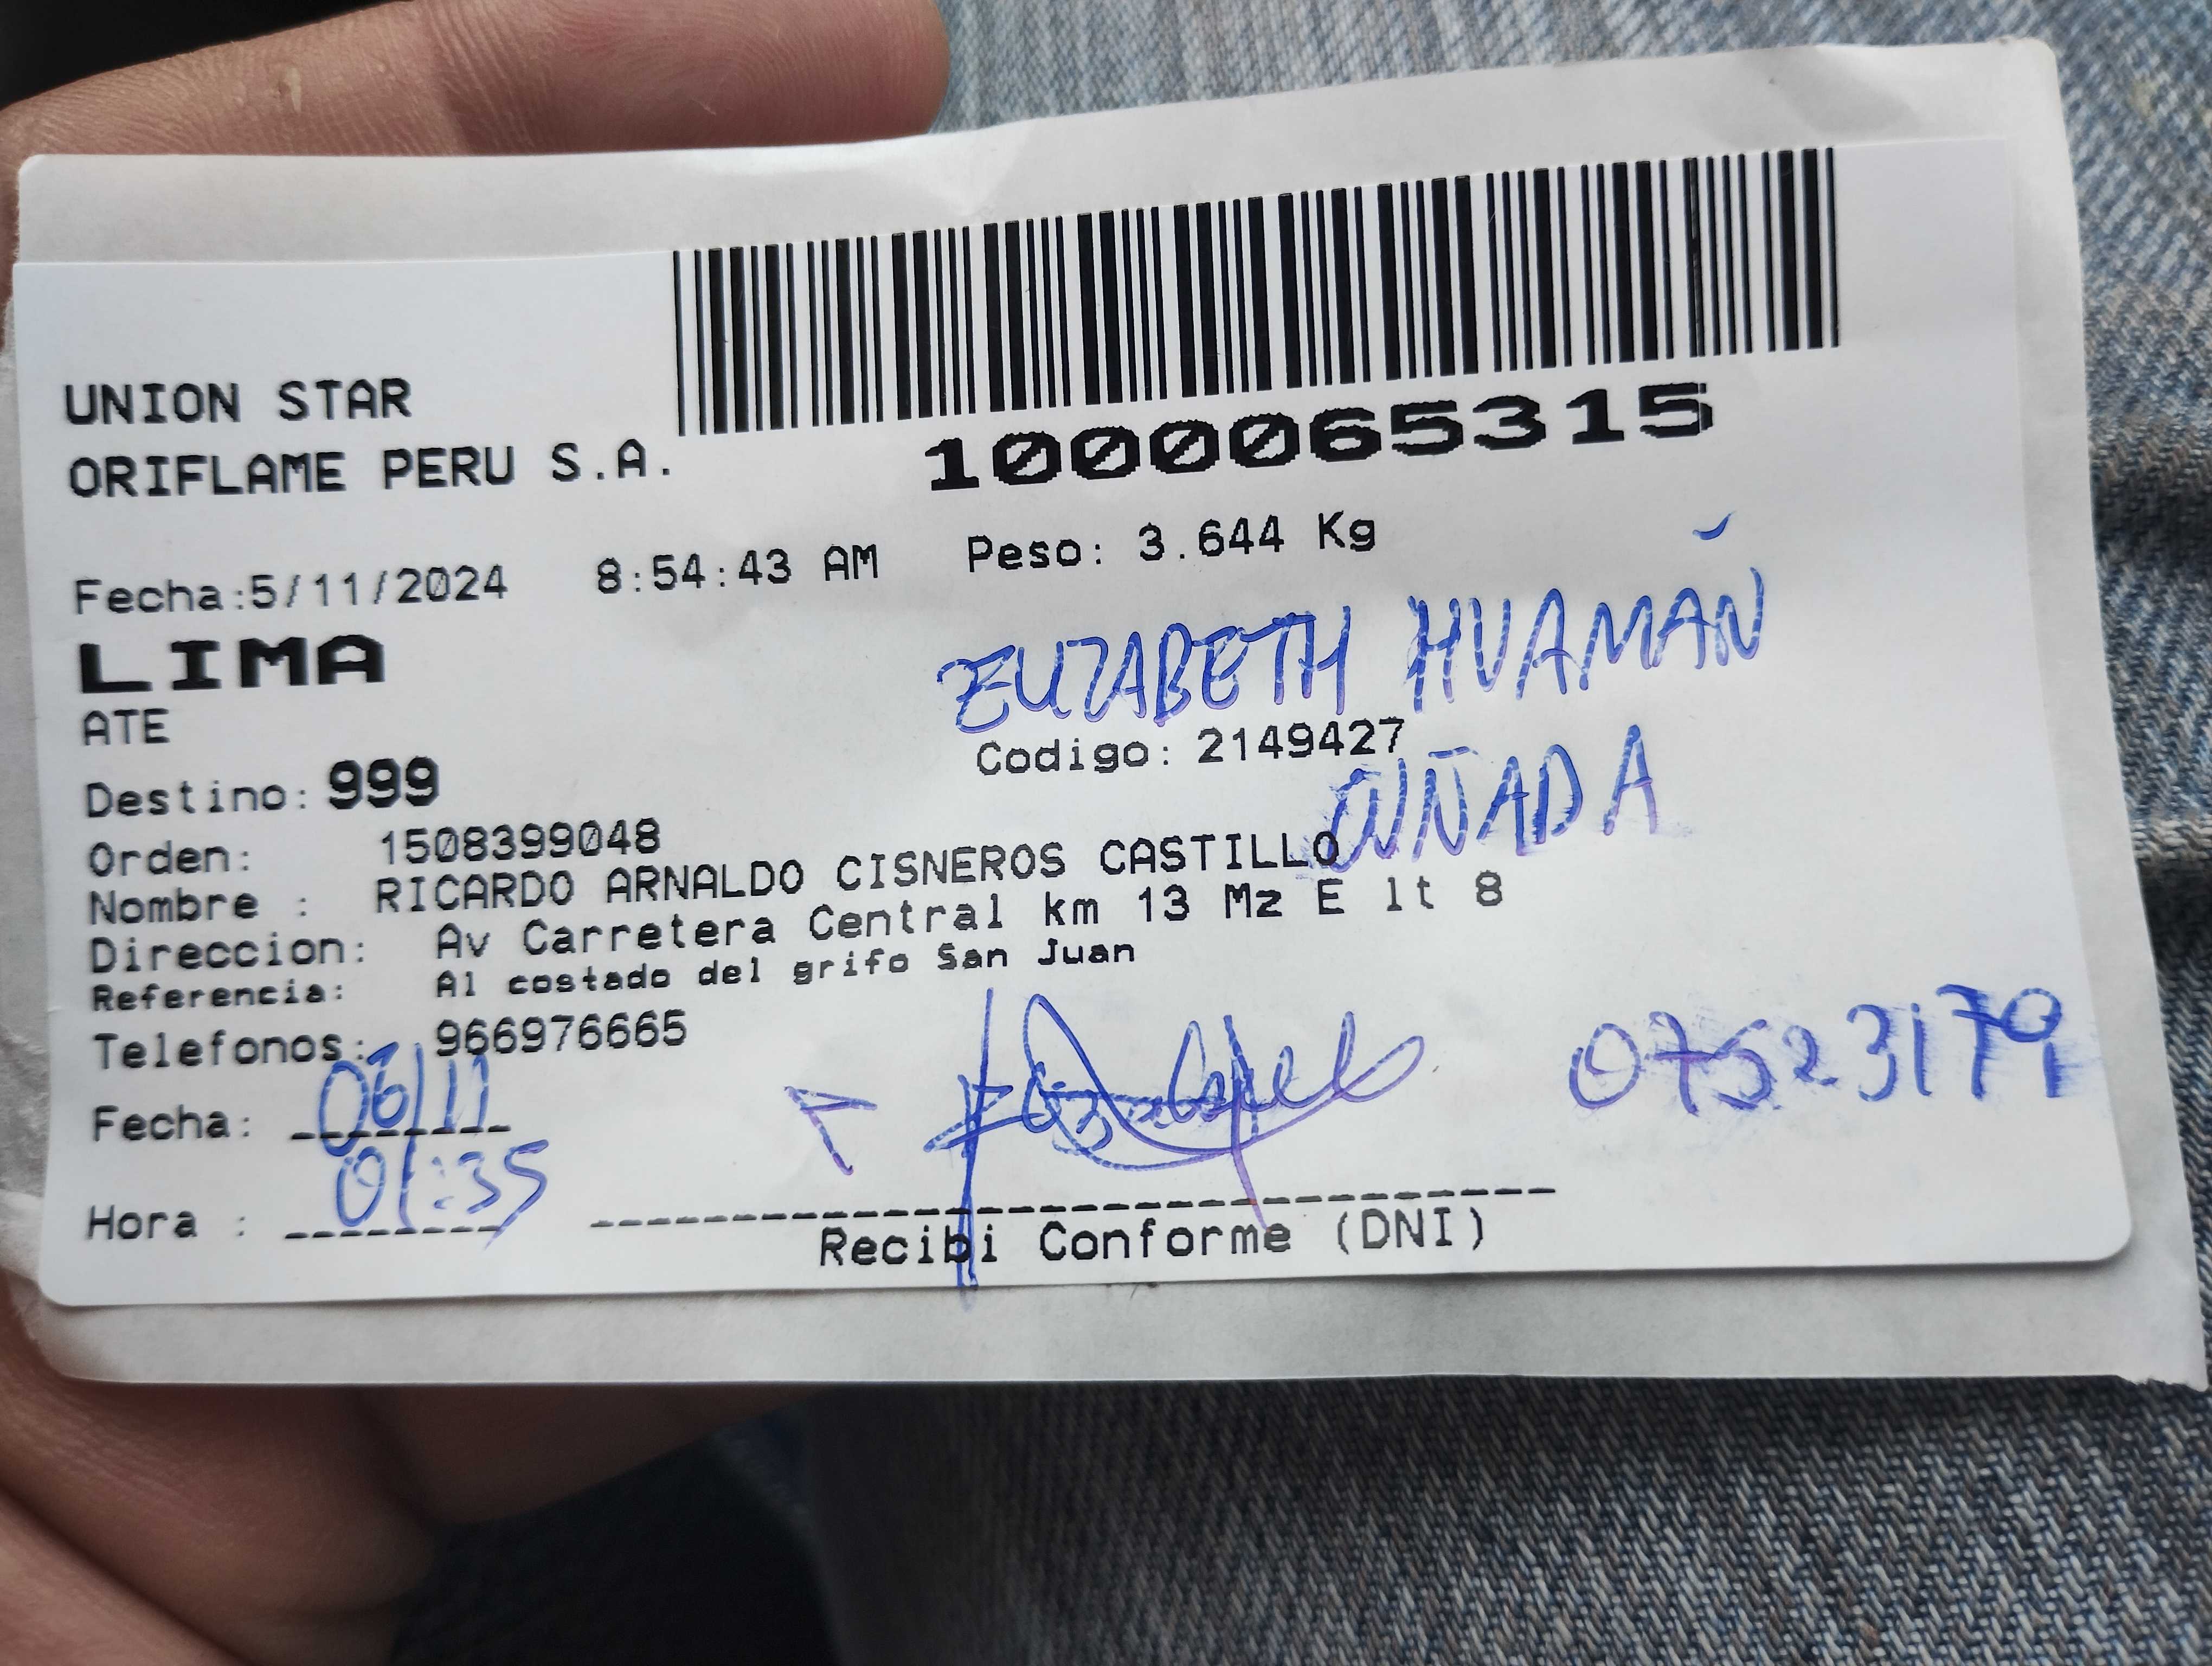 UNION STAR
ORIFLAME PERU S.A.
1000065315
Fecha:5/11/2024 8:54:43 AM Peso: 3.644 Kg
LIMA
ELIZABETH HUAMÁN
ATE
Codigo: 2149427
Destino: 999
CUÑADA
Orden: 1508399048
Nombre : RICARDO ARNALDO CISNEROS CASTILLO
Direccion: Av Carretera Central km 13 Mz E lt 8
Referencia: Al costado del grifo San Juan
Telefonos: 966976665
07523179
Fecha: 06/11
Hora : 01:35
Recibi Conforme (DNI)